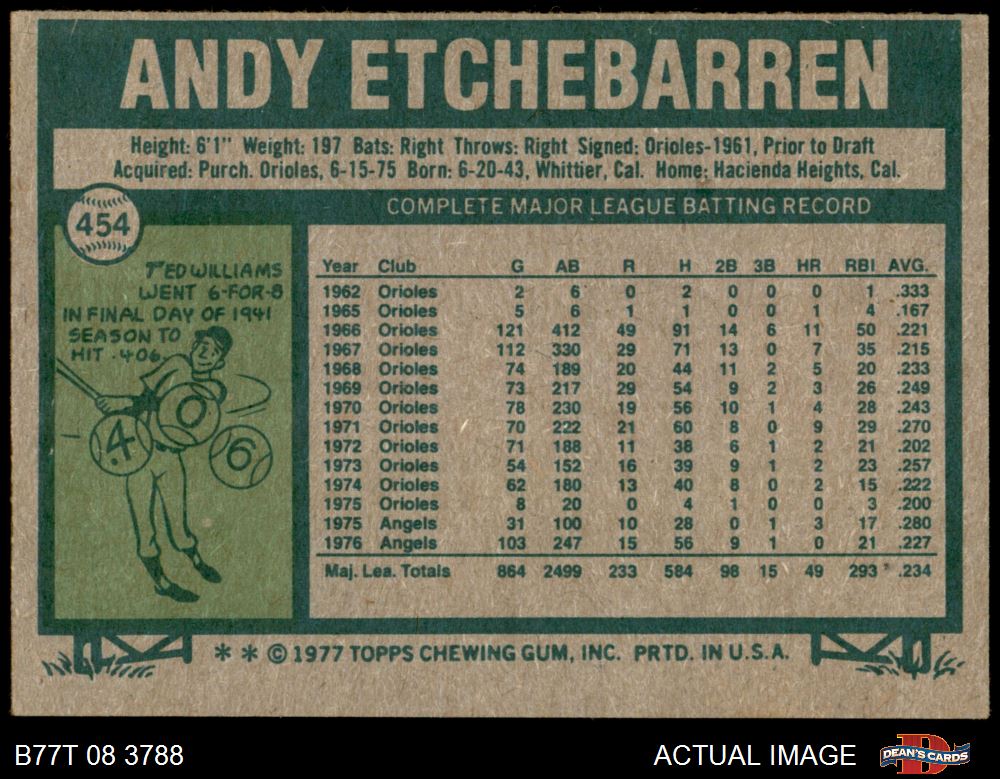 ANDY ETCHEBARREN
Height: 6'1" Weight: 197 Bats: Right Throws: Right Signed: Orioles-1961, Prior to Draft
Acquired: Purch. Orioles, 6-15-75 Born: 6-20-43, Whittier, Cal. Home: Hacienda Heights, Cal.
454
COMPLETE MAJOR LEAGUE BATTING RECORD
TED WILLIAMS
WENT 6-FOR-8
IN FINAL DAY OF 1941
SEASON TO
HIT .406.
.4 0 6
Year Club G AB R H 2B 3B HR RBI AVG.
1962 Orioles 2 6 0 2 0 0 0 1 .333
1965 Orioles 5 6 1 1 0 0 1 4 .167
1966 Orioles 121 412 49 91 14 6 11 50 .221
1967 Orioles 112 330 29 71 13 0 7 35 .215
1968 Orioles 74 189 20 44 11 2 5 20 .233
1969 Orioles 73 217 29 54 9 2 3 26 .249
1970 Orioles 78 230 19 56 10 1 4 28 .243
1971 Orioles 70 222 21 60 8 0 9 29 .270
1972 Orioles 71 188 11 38 6 1 2 21 .202
1973 Orioles 54 152 16 39 9 1 2 23 .257
1974 Orioles 62 180 13 40 8 0 2 15 .222
1975 Orioles 8 20 0 4 1 0 0 3 .200
1975 Angels 31 100 10 28 0 1 3 17 .280
1976 Angels 103 247 15 56 9 1 0 21 .227
Maj. Lea. Totals 864 2499 233 584 98 15 49 293 .234
* * © 1977 TOPPS CHEWING GUM, INC. PRTD. IN U.S.A.
B77T 08 3788
ACTUAL IMAGE
D
DEAN'S CARDS